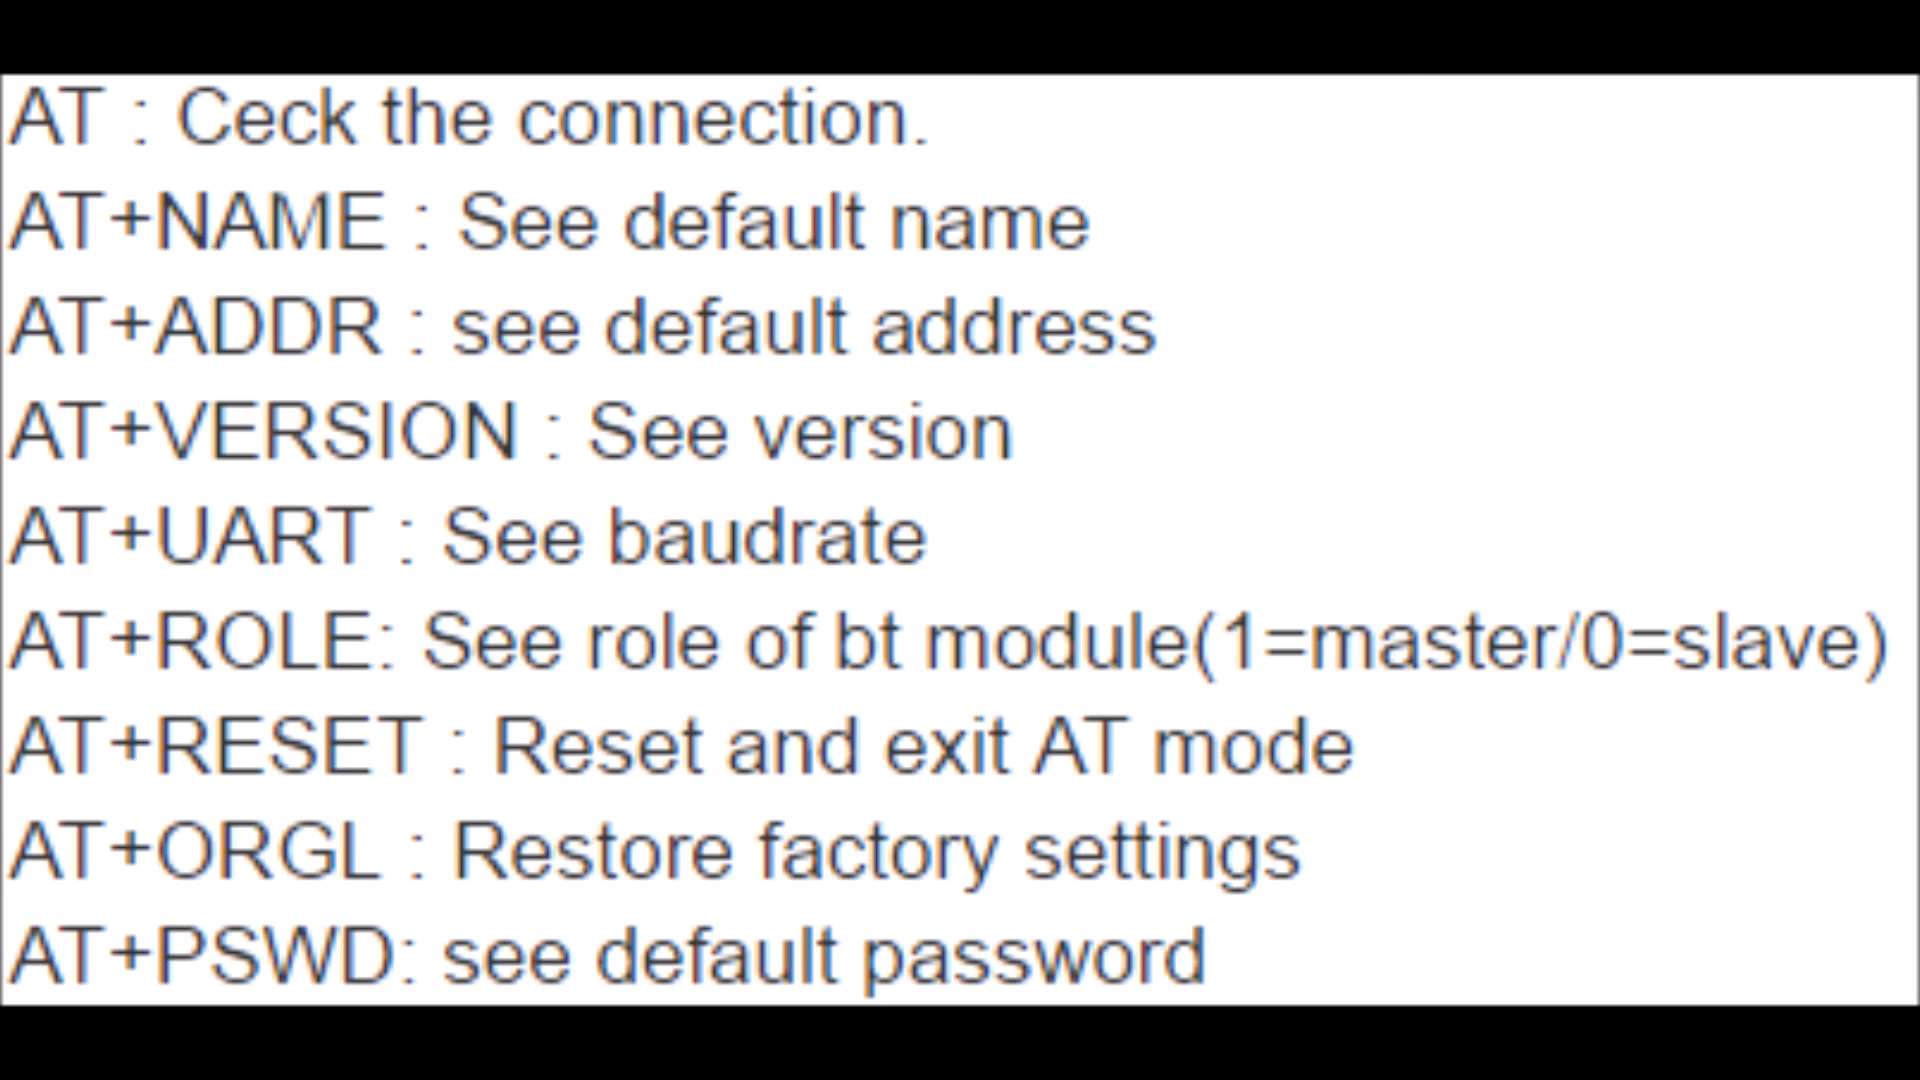 AT : Ceck the connection.
AT+NAME : See default name
AT+ADDR : see default address
AT+VERSION : See version
AT+UART : See baudrate
AT+ROLE: See role of bt module(1=master/0=slave)
AT+RESET : Reset and exit AT mode
AT+ORGL : Restore factory settings
AT+PSWD: see default password